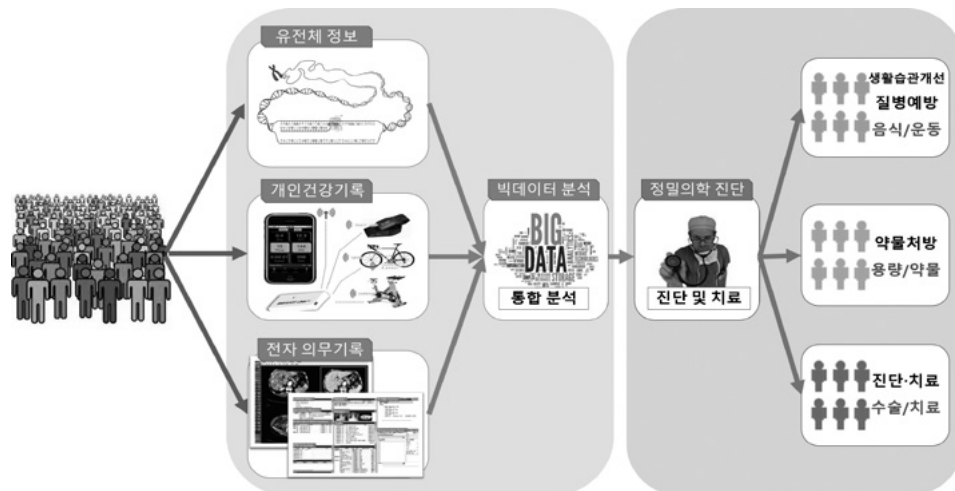 유전체 정보
개인건강기록
전자 의무기록
빅데이터 분석
BIG
DATA
STORAGE
통합 분석
정밀의학 진단
진단 및 치료
생활습관개선
질병예방
음식/운동
약물처방
용량/약물
진단·치료
수술/치료